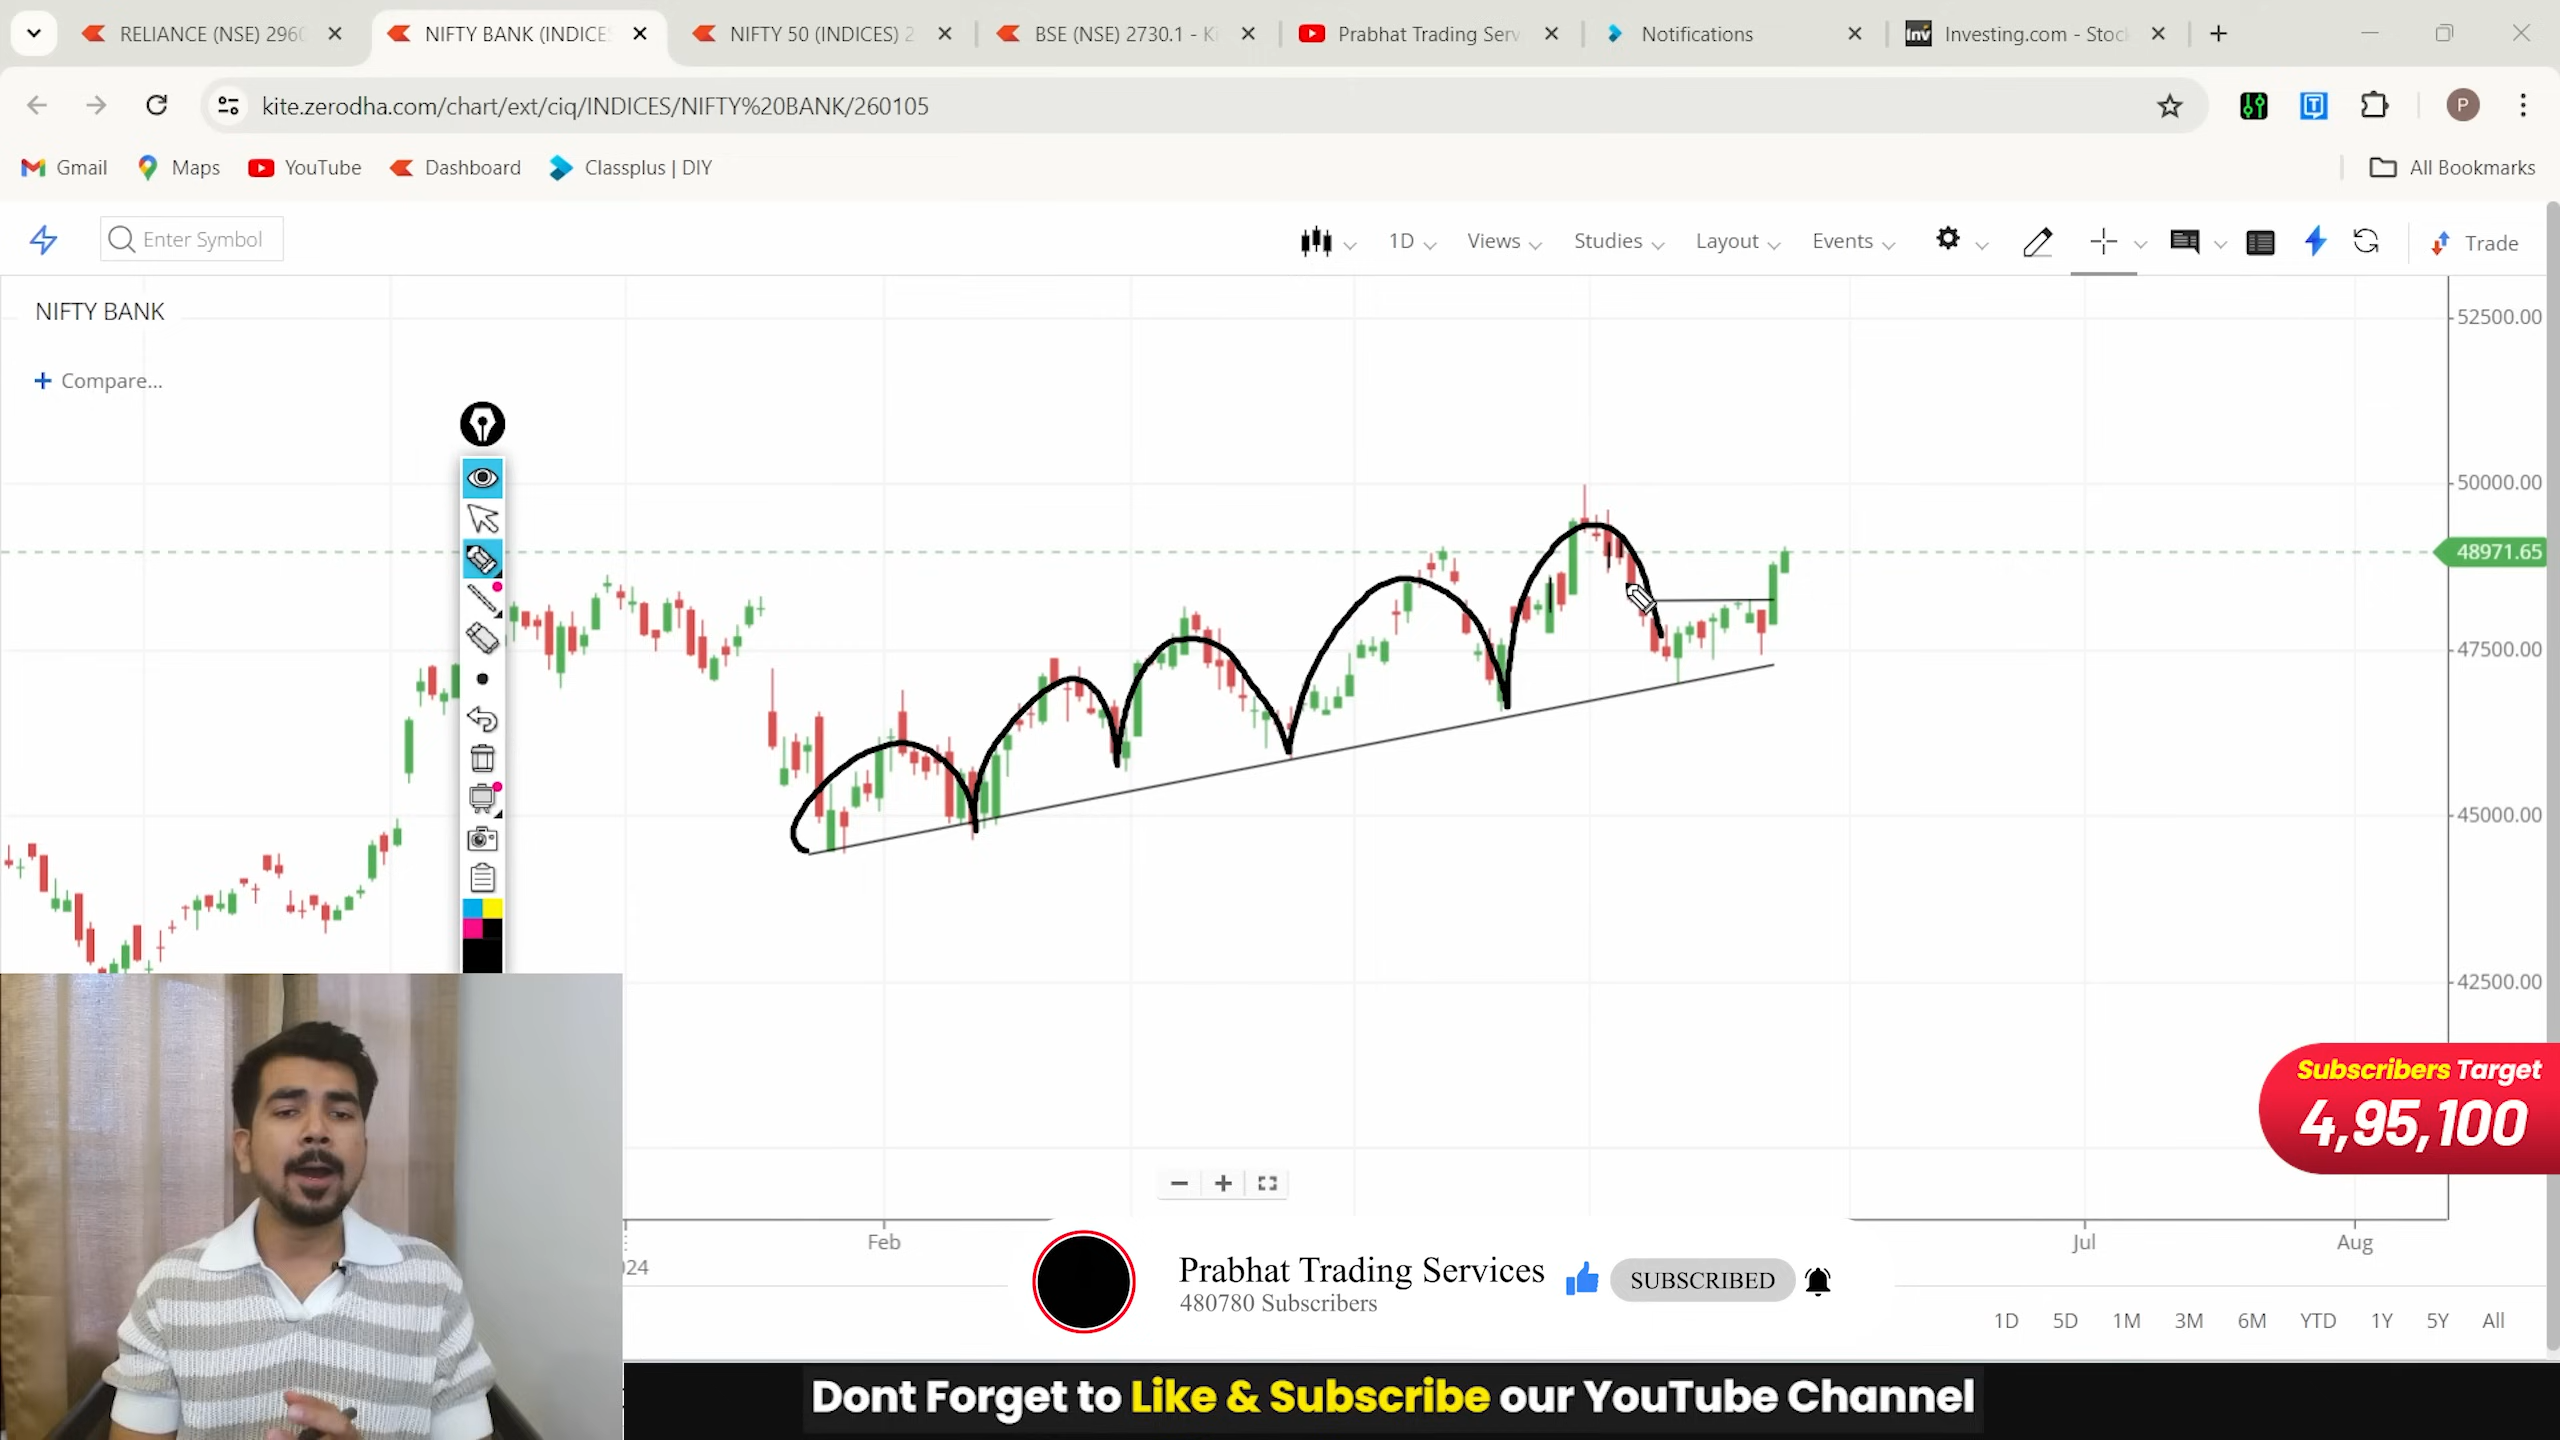 RELIANCE (NSE) 2960
NIFTY BANK (INDICES
NIFTY 50 (INDICES) 2
BSE (NSE) 2730.1 - Ki
Prabhat Trading Serv
Notifications
Investing.com - Stoc
kite.zerodha.com/chart/ext/ciq/INDICES/NIFTY%20BANK/260105
P
Gmail
Maps
YouTube
Dashboard
Classplus | DIY
All Bookmarks
Enter Symbol
1D
Views
Studies
Layout
Events
Trade
NIFTY BANK
+ Compare...
52500.00
50000.00
48971.65
47500.00
45000.00
42500.00
Subscribers Target
4,95,100
Feb
Jul
Aug
024
Prabhat Trading Services
480780 Subscribers
SUBSCRIBED
1D 5D 1M 3M 6M YTD 1Y 5Y All
Dont Forget to Like & Subscribe our YouTube Channel